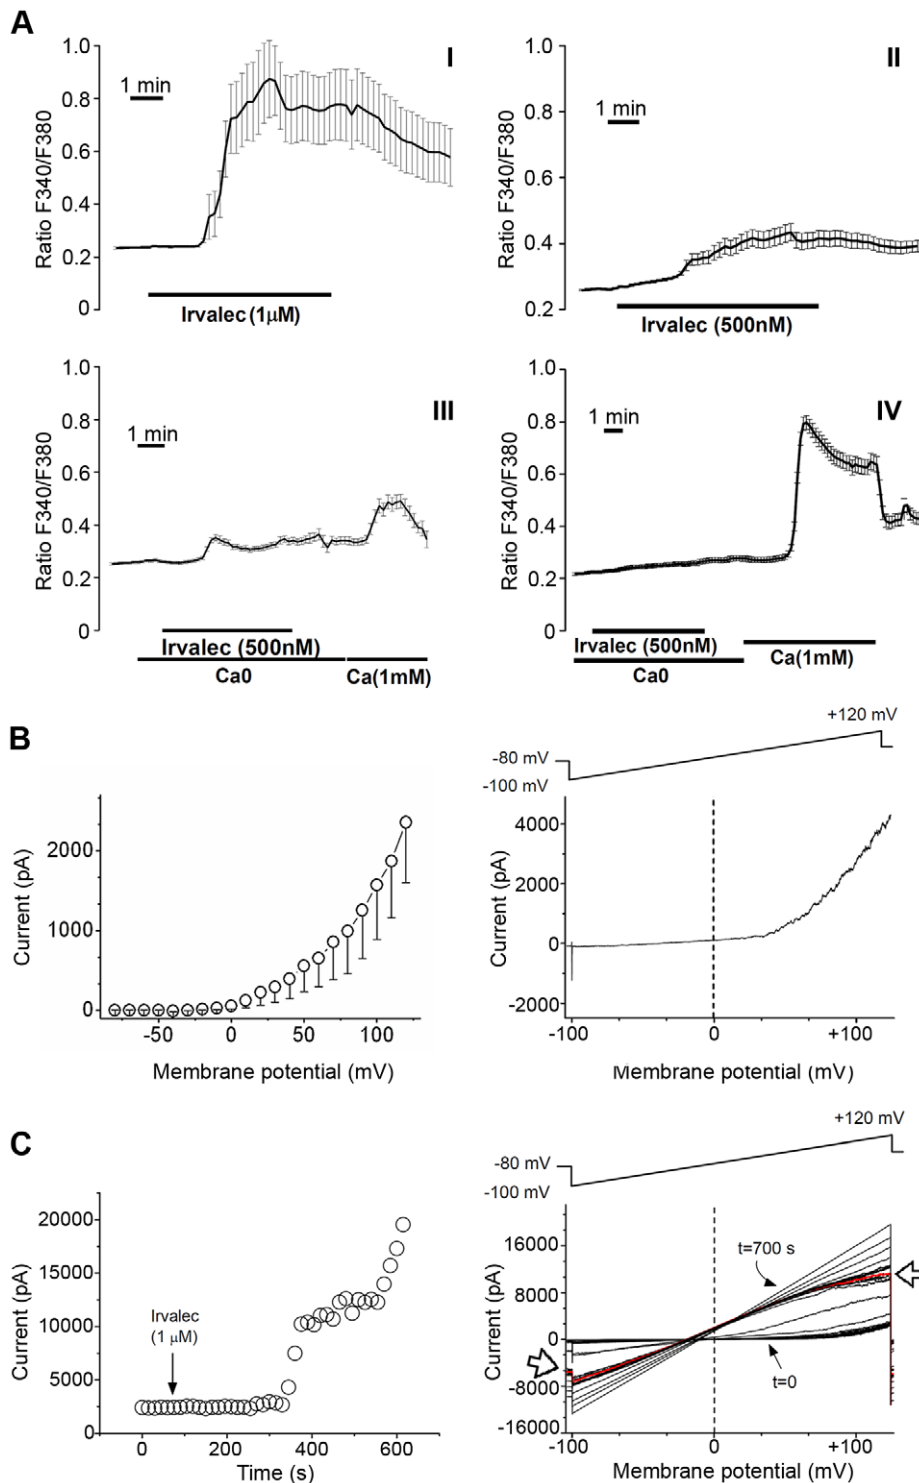 A
I
II
1.0
0.8
0.6
0.4
0.2
0
Ratio F340/F380
1 min
Irvalec (1μM)
1.0
0.8
0.6
0.4
0.2
Ratio F340/F380
1 min
Irvalec (500nM)
III
IV
1.0
0.8
0.6
0.4
0.2
0
Ratio F340/F380
1 min
Irvalec (500nM)
Ca0
Ca(1mM)
1.0
0.8
0.6
0.4
0.2
0
Ratio F340/F380
1 min
Irvalec (500nM)
Ca0
Ca(1mM)
B
2000
1000
0
Current (pA)
-50
0
50
100
Membrane potential (mV)
+120 mV
-80 mV
-100 mV
4000
2000
0
-2000
Current (pA)
-100
0
+100
Membrane potential (mV)
C
20000
15000
10000
5000
0
Current (pA)
Irvalec
(1 μM)
0
200
400
600
Time (s)
+120 mV
-80 mV
-100 mV
16000
8000
0
-8000
-16000
Current (pA)
t=700 s
t=0
-100
0
+100
Membrane potential (mV)